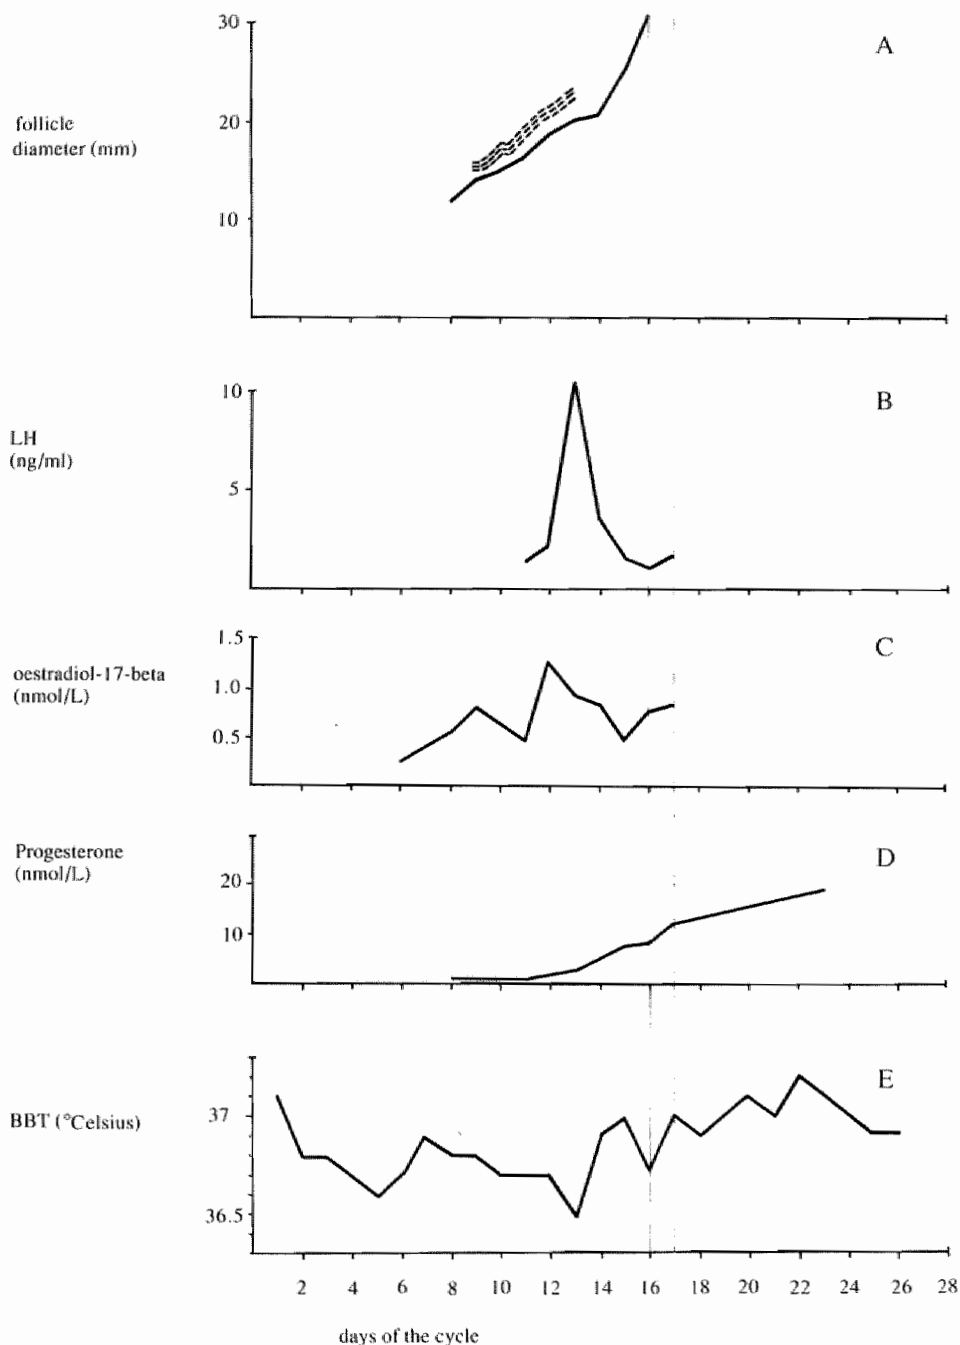 30
A
follicle
diameter (mm)
20
10
10
B
LH
(ng/ml)
5
1.5
C
oestradiol-17-beta
(nmol/L)
1.0
0.5
Progesterone
(nmol/L)
D
20
10
E
BBT (°Celsius)
37
36.5
2 4 6 8 10 12 14 16 18 20 22 24 26 28
days of the cycle